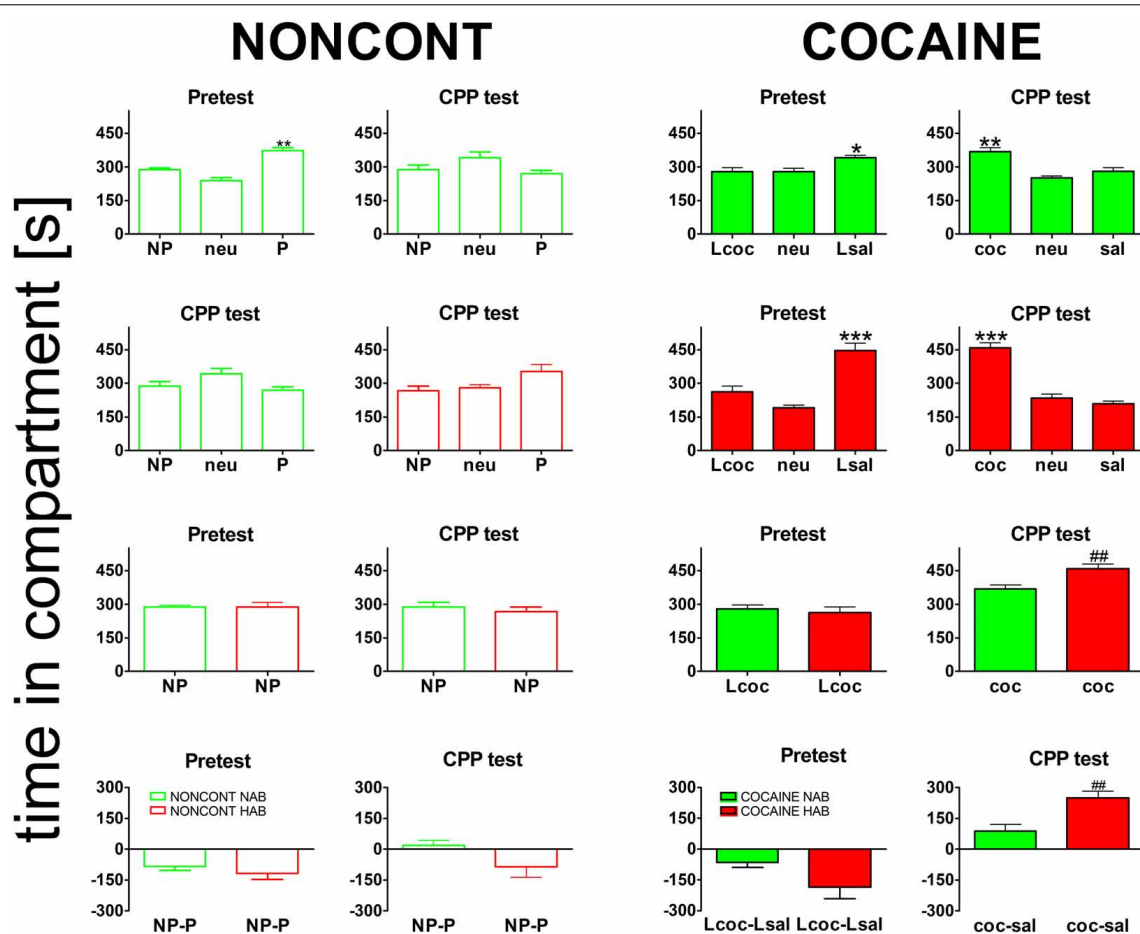 NONCONT COCAINE
time in compartment [s]
Pretest CPP test Pretest CPP test
450 450 450 450
** * **
300 300 300 300
150 150 150 150
0 0 0 0
NP neu P NP neu P Lcoc neu Lsal coc neu sal
CPP test CPP test Pretest CPP test
450 450 450 450
*** ***
300 300 300 300
150 150 150 150
0 0 0 0
NP neu P NP neu P Lcoc neu Lsal coc neu sal
Pretest CPP test Pretest CPP test
##
450 450 450 450
300 300 300 300
150 150 150 150
0 0 0 0
NP NP NP NP Lcoc Lcoc coc coc
Pretest CPP test Pretest CPP test
300 300 300 300
##
NONCONT NAB COCAINE NAB
NONCONT HAB COCAINE HAB
150 150 150 150
0 0 0 0
-150 -150 -150 -150
-300 -300 -300 -300
NP-P NP-P NP-P NP-P Lcoc-Lsal Lcoc-Lsal coc-sal coc-sal